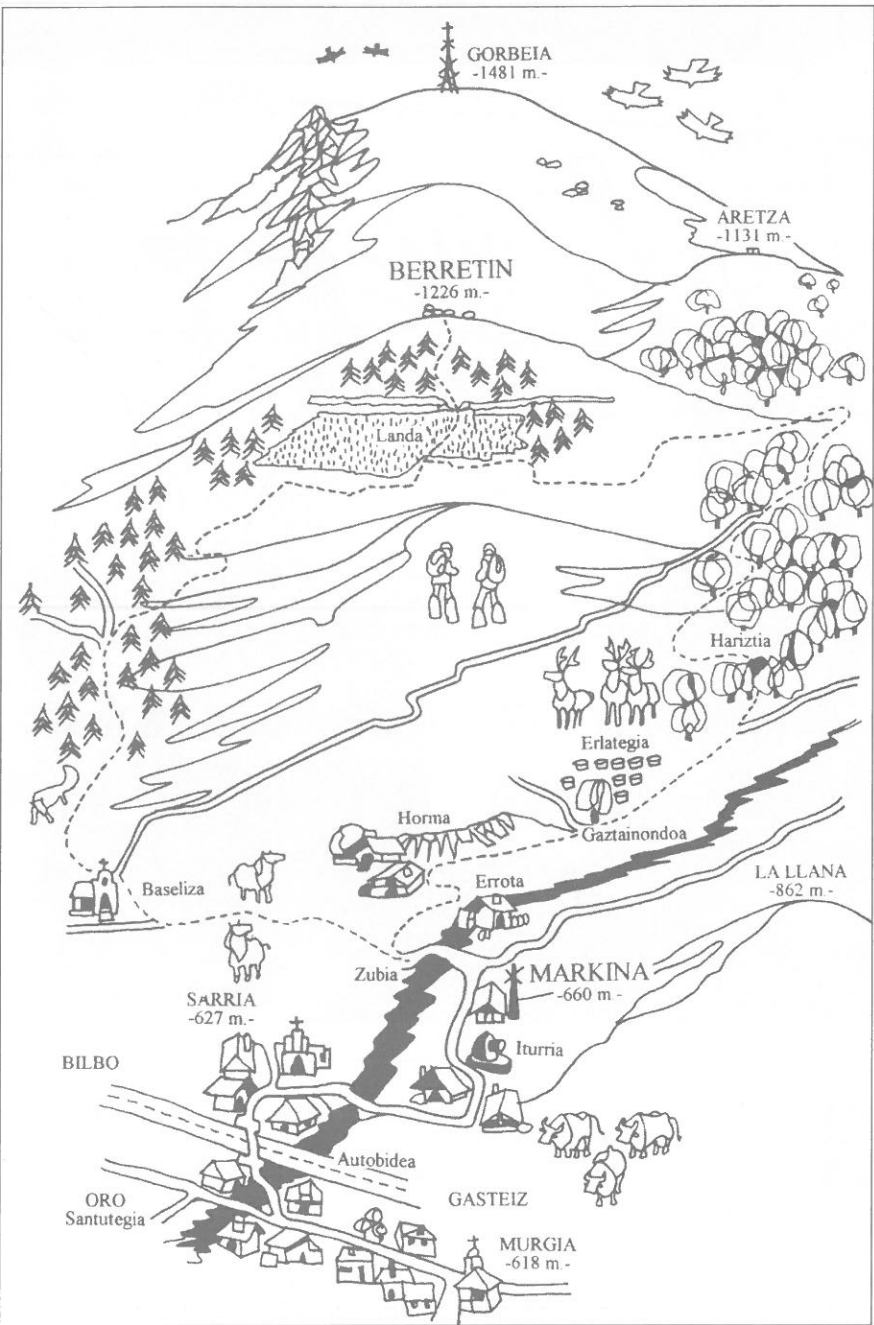 GORBEIA
-1481 m.-
ARETZA
-1131 m.-
BERRETIN
-1226 m.-
Landa
Hariztia
Erlategia
Horma
Gaztainondoa
Baseliza
Errota
LA LLANA
-862 m.-
Zubia
MARKINA
-660 m.-
SARRIA
-627 m.-
Iturria
BILBO
Autobidea
ORO
Santutegia
GASTEIZ
MURGIA
-618 m.-